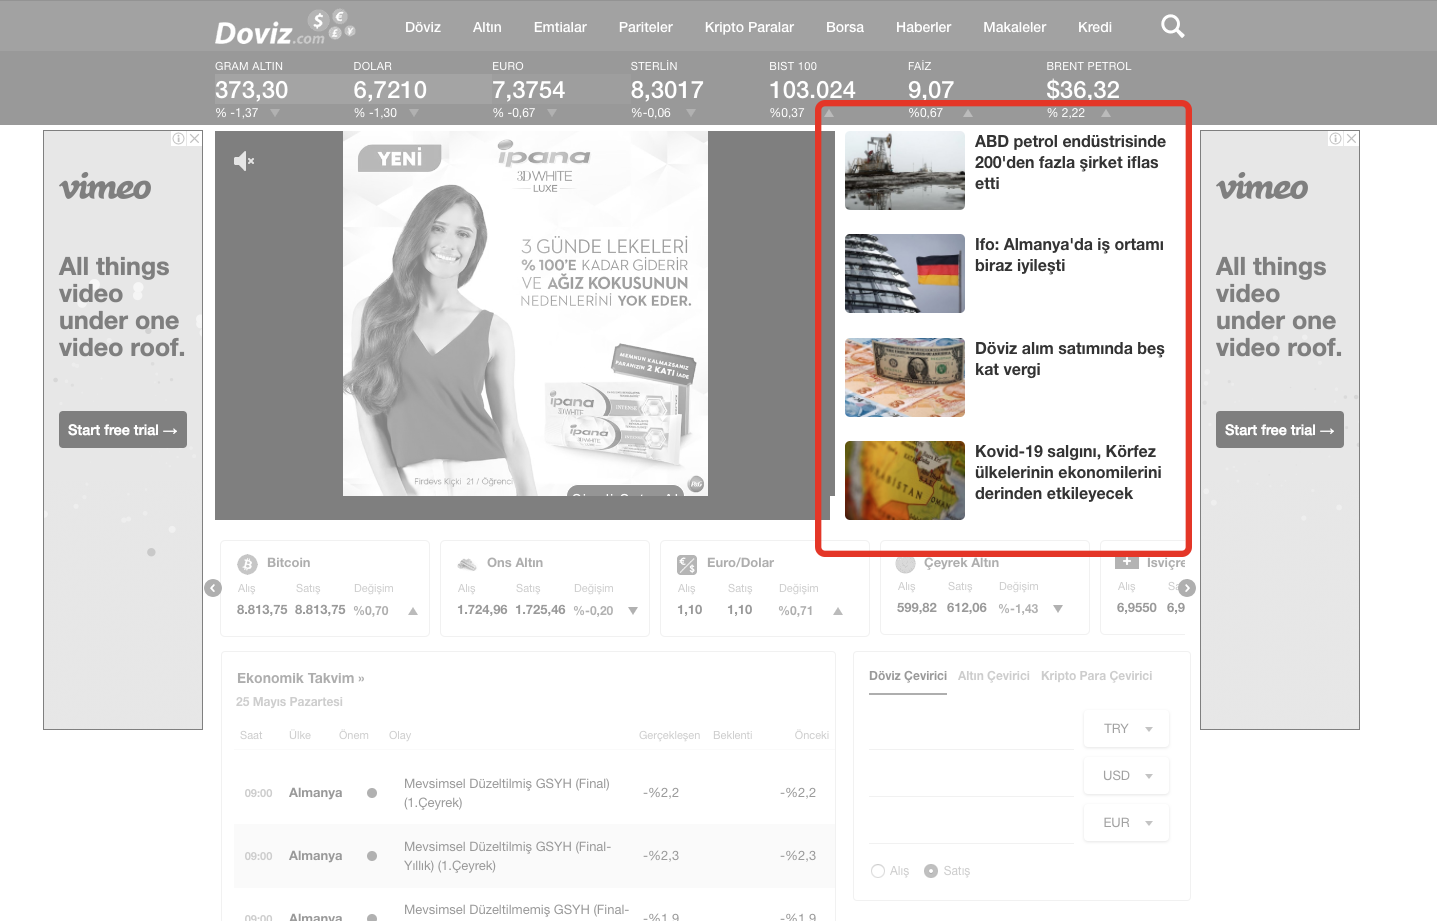 Doviz.com
Döviz Altın Emtialar Pariteler Kripto Paralar Borsa Haberler Makaleler Kredi
GRAM ALTIN DOLAR EURO STERLİN BIST 100 FAİZ BRENT PETROL
373,30 6,7210 7,3754 8,3017 103.024 9,07 $36,32
% -1,37 % -1,30 % -0,67 %-0,06 %0,37 %0,67 % 2,22
vimeo
All things
video
under one
video roof.
Start free trial →
YENİ
ipana
3D WHITE
LUXE
3 GÜNDE LEKELERİ
% 100'E KADAR GİDERİR
VE AĞIZ KOKUSUNUN
NEDENLERİNİ YOK EDER.
MEMNUN KALMAZSANIZ
PARANIZIN 2 KATI İADE
ipana
3D WHITE
ipana
Firdevs Kıçkı 21 / Öğrenci
P&G
ABD petrol endüstrisinde
200'den fazla şirket iflas
etti
Ifo: Almanya'da iş ortamı
biraz iyileşti
Döviz alım satımında beş
kat vergi
Kovid-19 salgını, Körfez
ülkelerinin ekonomilerini
derinden etkileyecek
vimeo
All things
video
under one
video roof.
Start free trial →
Bitcoin
Alış Satış Değişim
8.813,75 8.813,75 %0,70
Ons Altın
Alış Satış Değişim
1.724,96 1.725,46 %-0,20
Euro/Dolar
Alış Satış Değişim
1,10 1,10 %0,71
Çeyrek Altın
Alış Satış Değişim
599,82 612,06 %-1,43
İsviçre
Alış
6,9550 6,9
Ekonomik Takvim »
25 Mayıs Pazartesi
Saat Ülke Önem Olay Gerçekleşen Beklenti Önceki
09:00 Almanya Mevsimsel Düzeltilmiş GSYH (Final)
(1.Çeyrek) -%2,2 -%2,2
09:00 Almanya Mevsimsel Düzeltilmiş GSYH (Final-
Yıllık) (1.Çeyrek) -%2,3 -%2,3
09:00 Almanya Mevsimsel Düzeltilmemiş GSYH (Final- -%1,9 -%1,9
Döviz Çevirici Altın Çevirici Kripto Para Çevirici
TRY
USD
EUR
Alış Satış